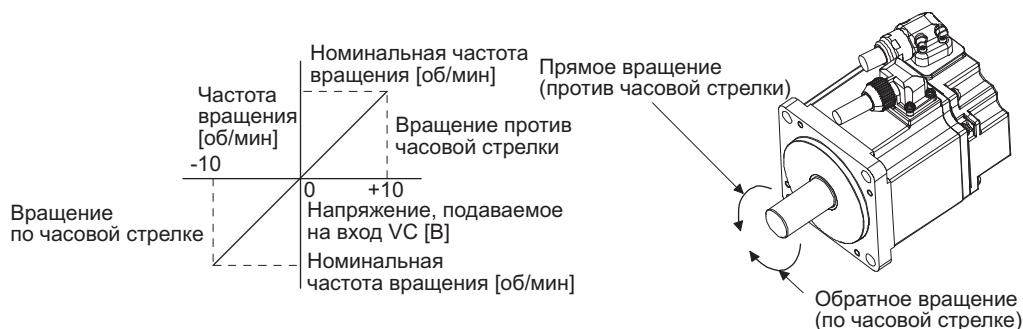 Номинальная частота
вращения [об/мин]
Частота
вращения
[об/мин]
Вращение против
часовой стрелки
-10
0
+10
Напряжение, подаваемое
на вход VC [В]
Вращение
по часовой стрелке
Номинальная
частота вращения [об/мин]
Прямое вращение
(против часовой стрелки)
Обратное вращение
(по часовой стрелке)